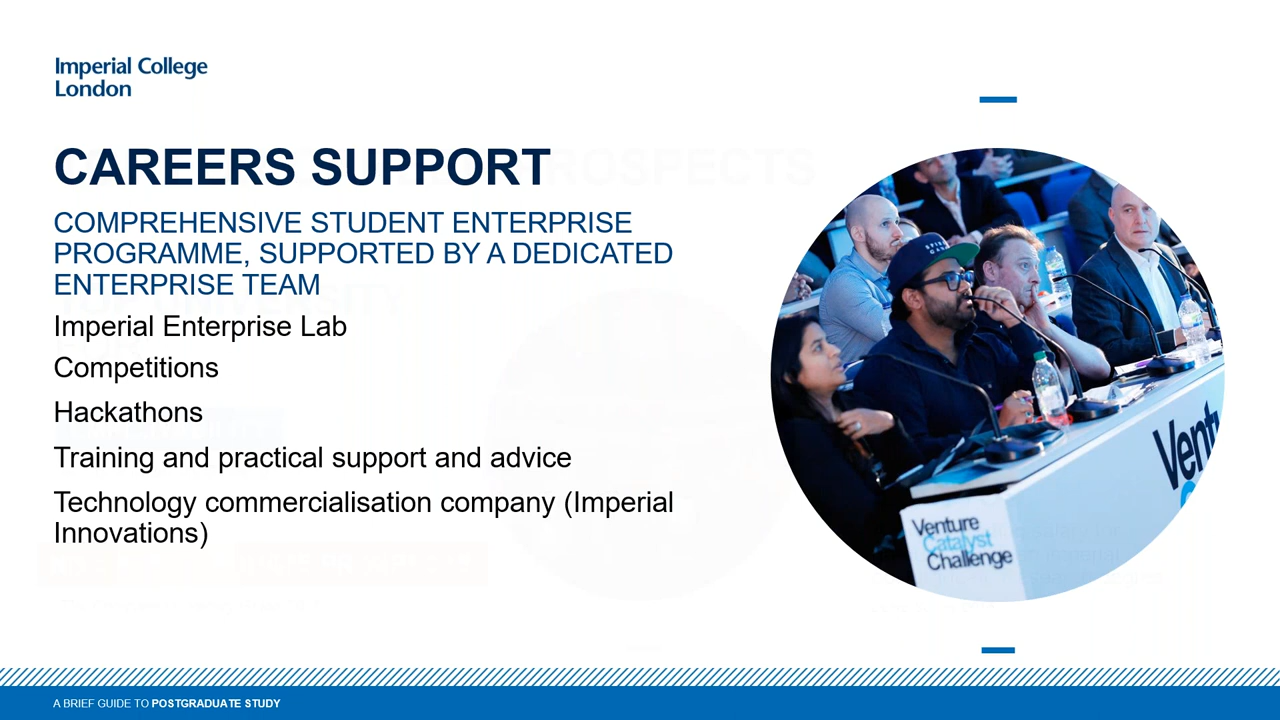 Imperial College
London
CAREERS SUPPORT
COMPREHENSIVE STUDENT ENTERPRISE
PROGRAMME, SUPPORTED BY A DEDICATED
ENTERPRISE TEAM
Imperial Enterprise Lab
Competitions
Hackathons
Training and practical support and advice
Technology commercialisation company (Imperial
Innovations)
Venture
Catalyst
Challenge
A BRIEF GUIDE TO POSTGRADUATE STUDY